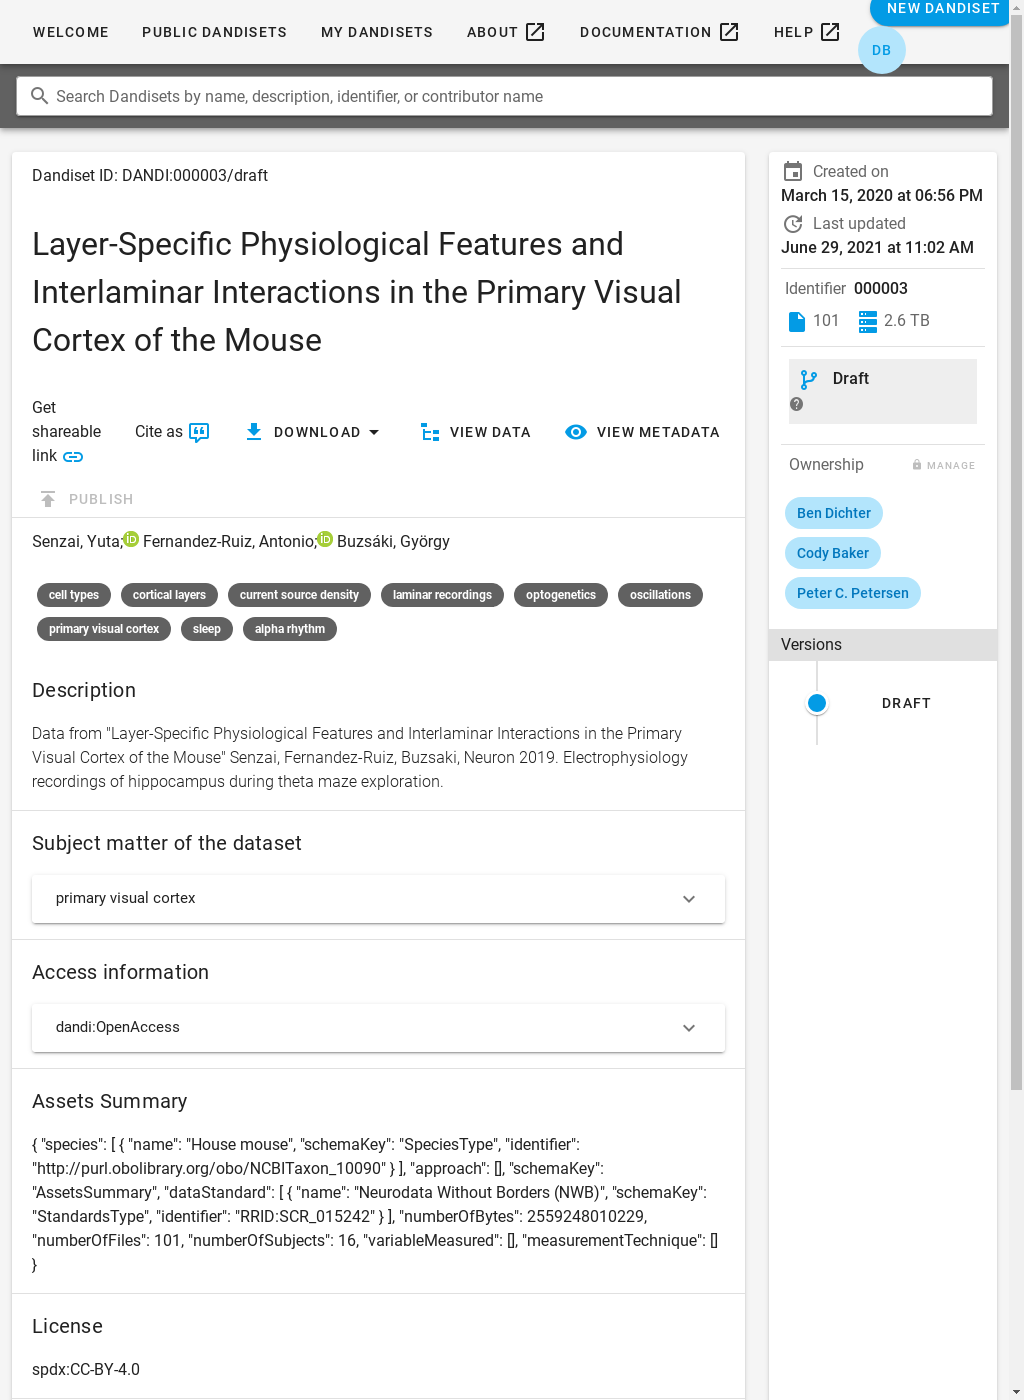 WELCOME PUBLIC DANDISETS MY DANDISETS ABOUT DOCUMENTATION HELP NEW DANDISET
DB
Search Dandisets by name, description, identifier, or contributor name
Dandiset ID: DANDI:000003/draft
Layer-Specific Physiological Features and
Interlaminar Interactions in the Primary Visual
Cortex of the Mouse
Get
shareable
link
Cite as
DOWNLOAD
VIEW DATA
VIEW METADATA
PUBLISH
Senzai, Yuta; Fernandez-Ruiz, Antonio; Buzsáki, György
cell types cortical layers current source density laminar recordings optogenetics oscillations
primary visual cortex sleep alpha rhythm
Description
Data from "Layer-Specific Physiological Features and Interlaminar Interactions in the Primary
Visual Cortex of the Mouse" Senzai, Fernandez-Ruiz, Buzsaki, Neuron 2019. Electrophysiology
recordings of hippocampus during theta maze exploration.
Subject matter of the dataset
primary visual cortex
Access information
dandi:OpenAccess
Assets Summary
{ "species": [ { "name": "House mouse", "schemaKey": "SpeciesType", "identifier":
"http://purl.obolibrary.org/obo/NCBITaxon_10090" } ], "approach": [], "schemaKey":
"AssetsSummary", "dataStandard": [ { "name": "Neurodata Without Borders (NWB)", "schemaKey":
"StandardsType", "identifier": "RRID:SCR_015242" } ], "numberOfBytes": 2559248010229,
"numberOfFiles": 101, "numberOfSubjects": 16, "variableMeasured": [], "measurementTechnique": []
}
License
spdx:CC-BY-4.0
Created on
March 15, 2020 at 06:56 PM
Last updated
June 29, 2021 at 11:02 AM
Identifier 000003
101 2.6 TB
Draft
Ownership MANAGE
Ben Dichter
Cody Baker
Peter C. Petersen
Versions
DRAFT